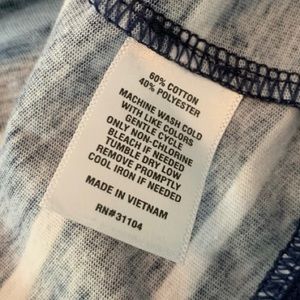 60% COTTON
40% POLYESTER
MACHINE WASH COLD
WITH LIKE COLORS
GENTLE CYCLE
ONLY NON-CHLORINE
BLEACH IF NEEDED
TUMBLE DRY LOW
REMOVE PROMPTLY
COOL IRON IF NEEDED
MADE IN VIETNAM
RN#31104